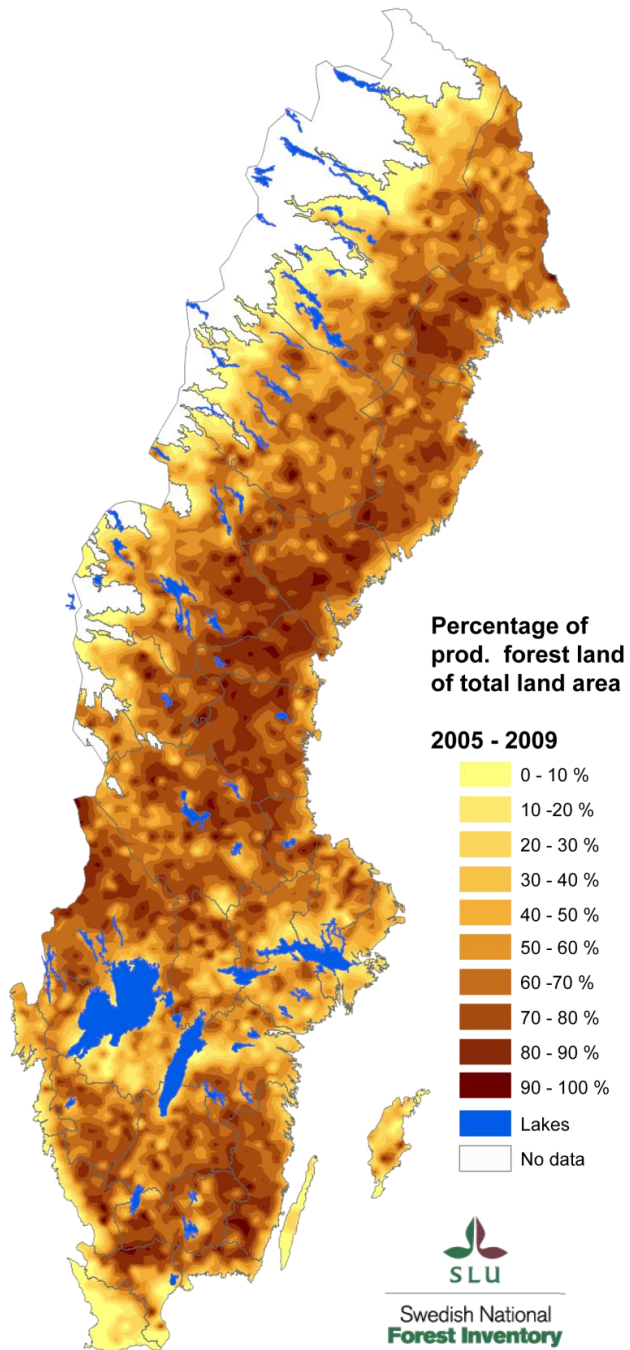 Percentage of
prod. forest land
of total land area
2005 - 2009
0 - 10 %
10 -20 %
20 - 30 %
30 - 40 %
40 - 50 %
50 - 60 %
60 -70 %
70 - 80 %
80 - 90 %
90 - 100 %
Lakes
No data
SLU
Swedish National
Forest Inventory